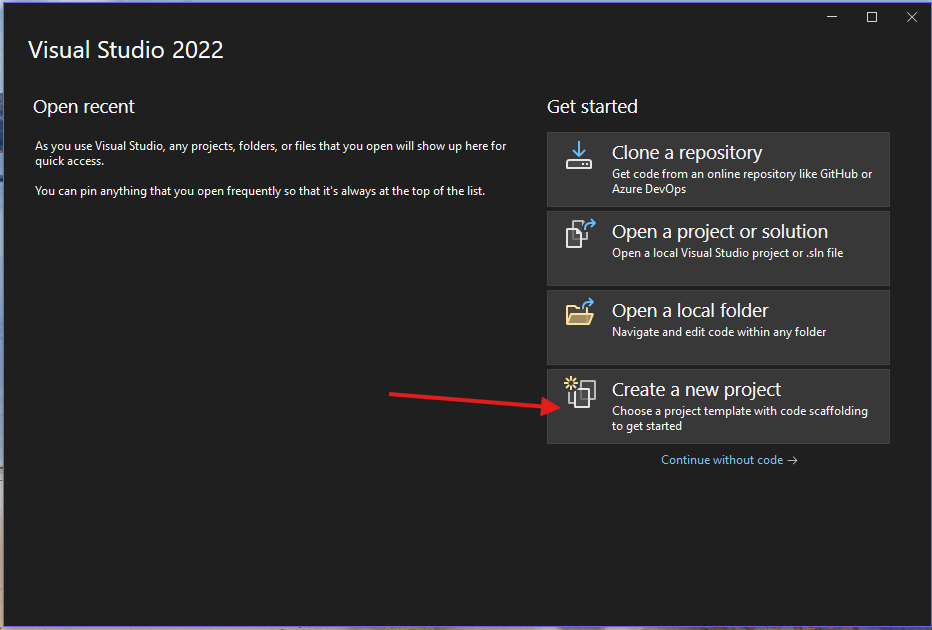 Visual Studio 2022
Open recent
As you use Visual Studio, any projects, folders, or files that you open will show up here for
quick access.
You can pin anything that you open frequently so that it's always at the top of the list.
Get started
Clone a repository
Get code from an online repository like GitHub or
Azure DevOps
Open a project or solution
Open a local Visual Studio project or .sln file
Open a local folder
Navigate and edit code within any folder
Create a new project
Choose a project template with code scaffolding
to get started
Continue without code →